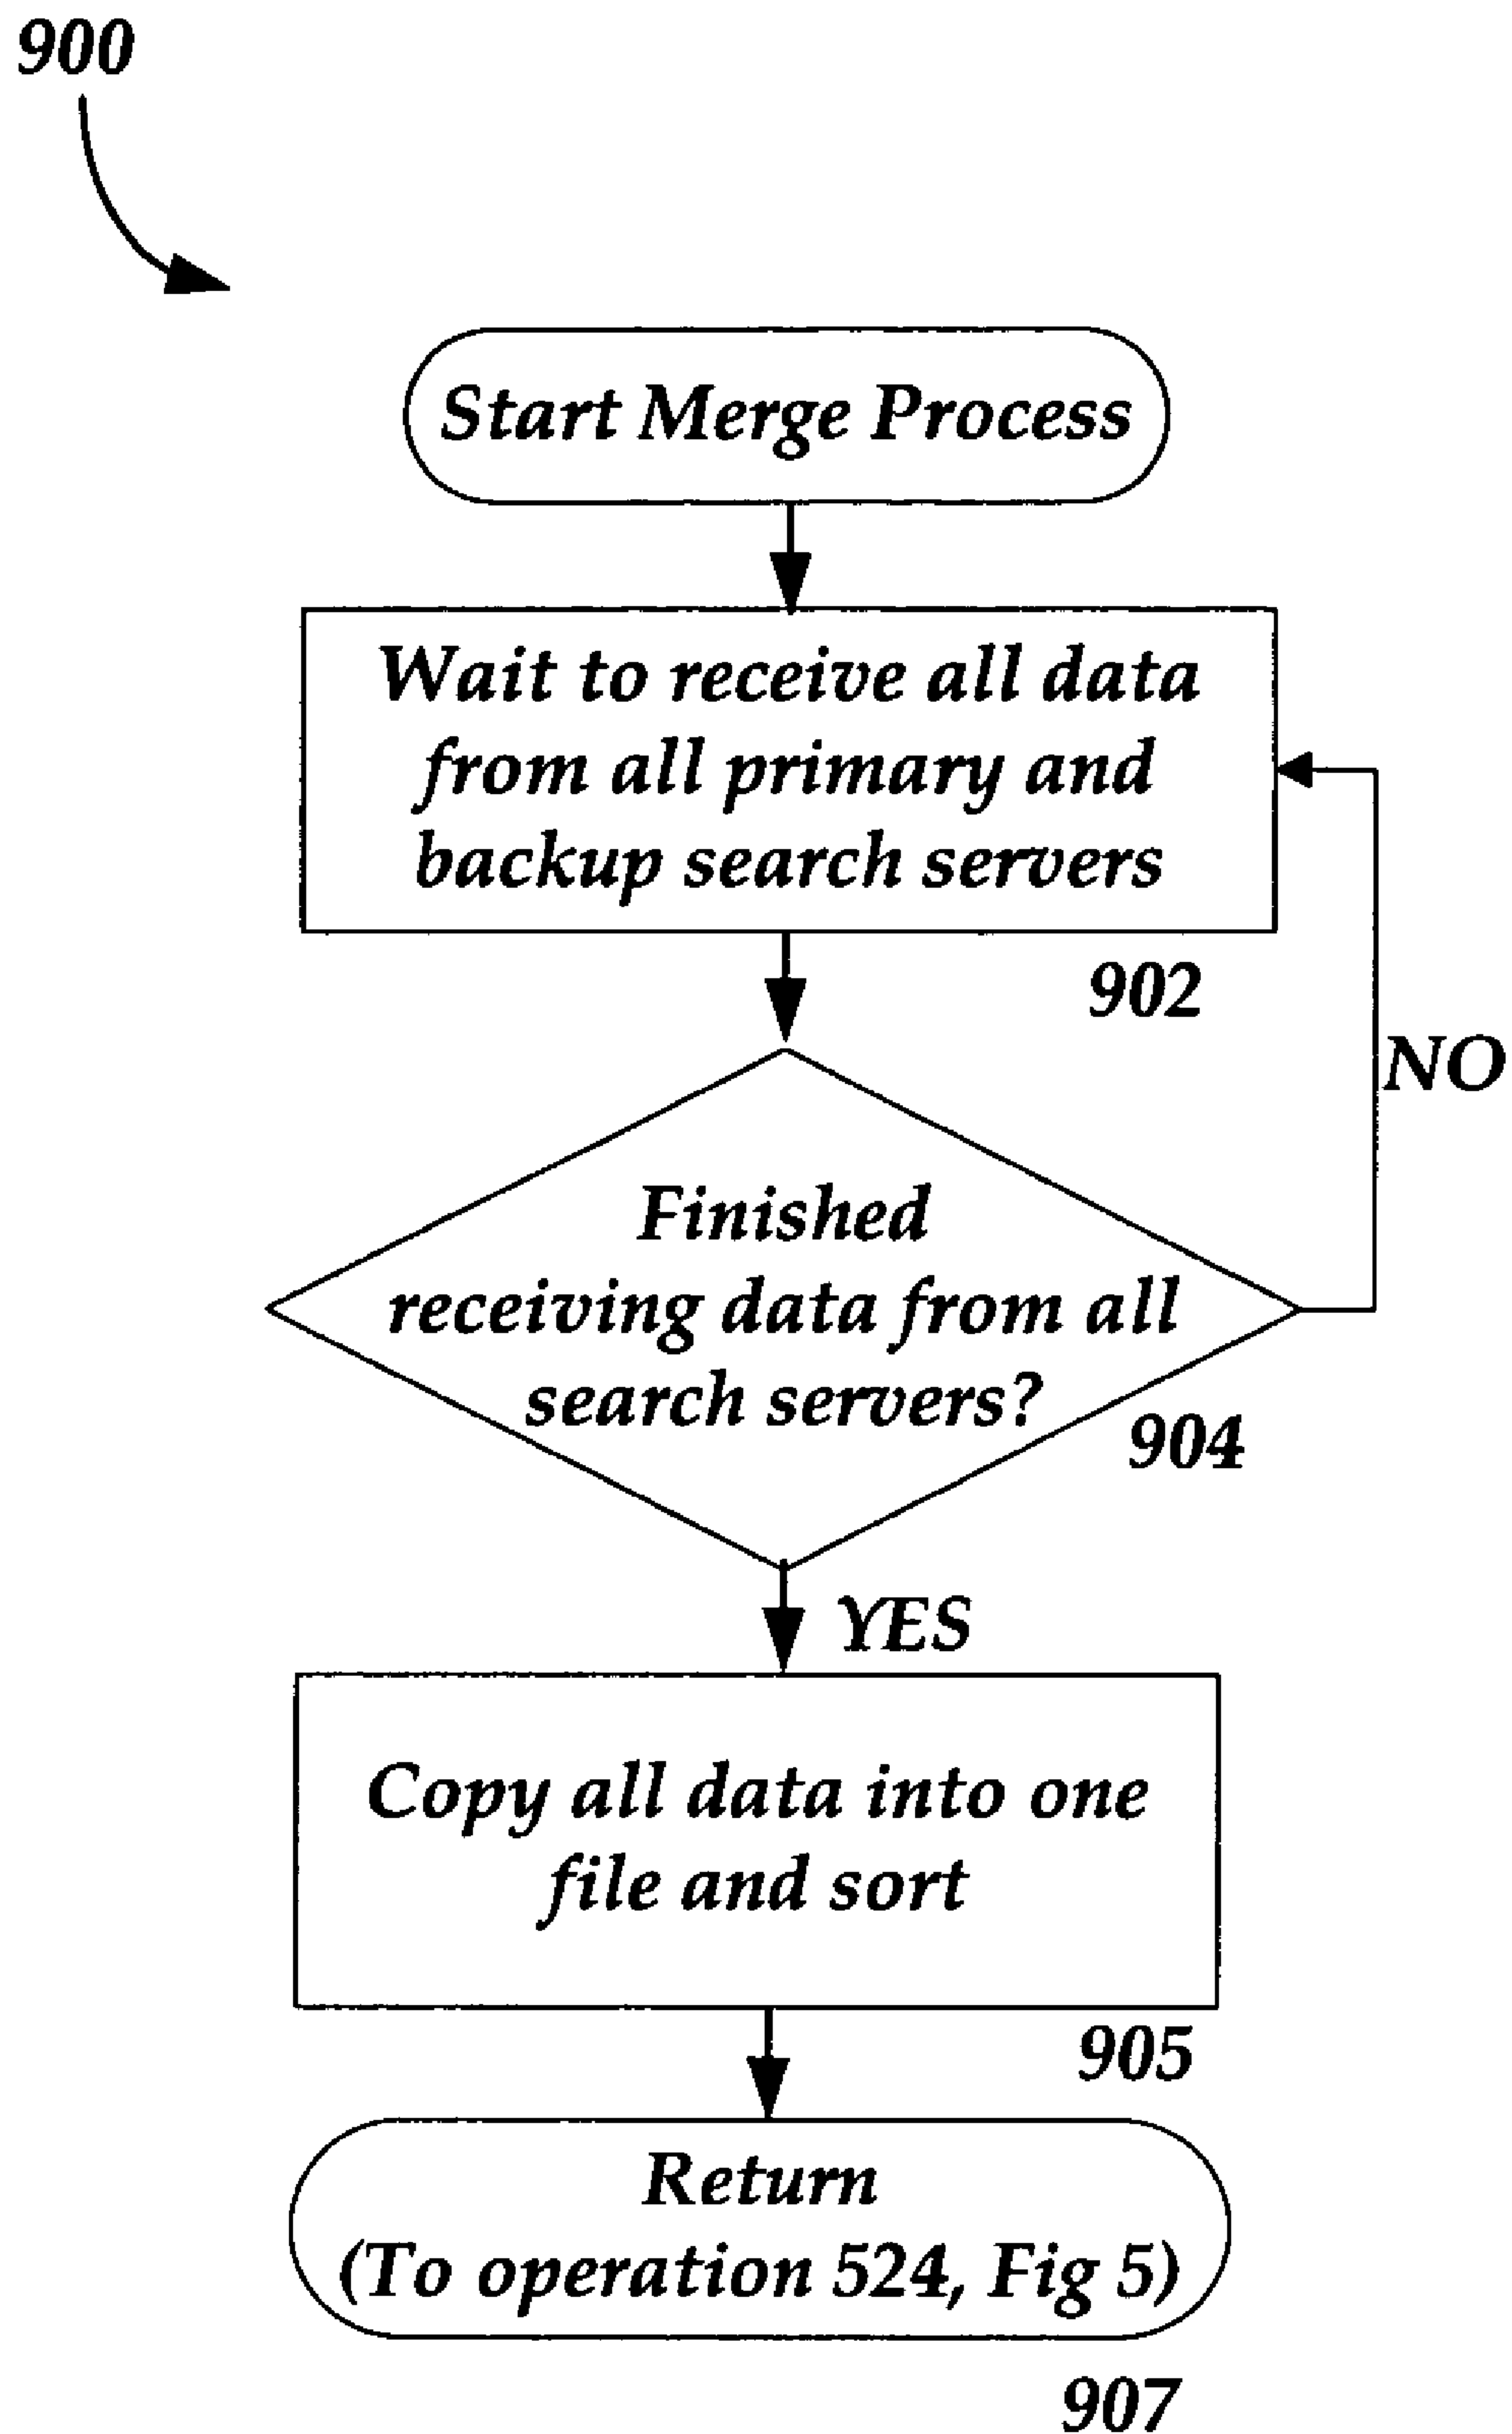 900
Start Merge Process
Wait to receive all data
from all primary and
backup search servers
902
NO
Finished
receiving data from all
search servers?
904
YES
Copy all data into one
file and sort
905
Return
(To operation 524, Fig 5)
907